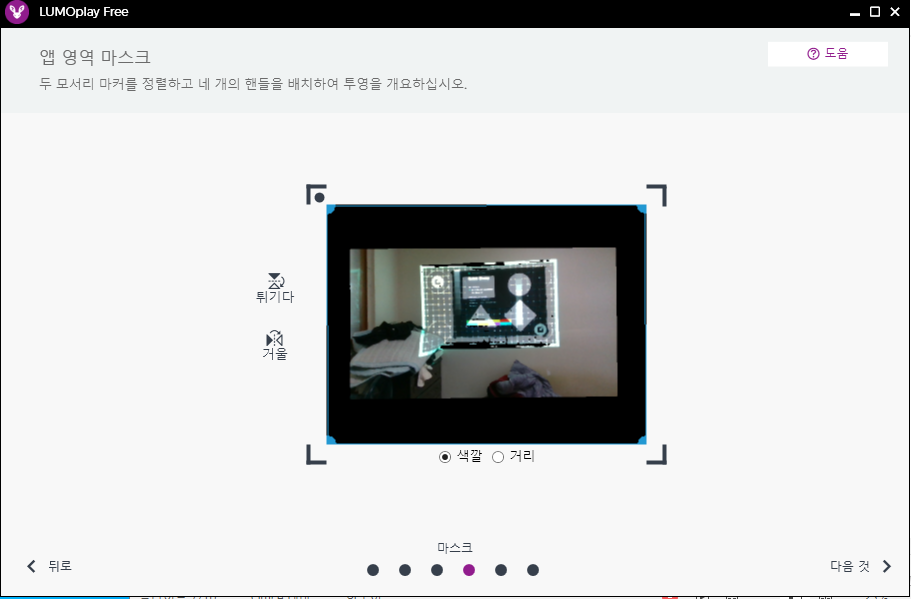 LUMOplay Free
앱 영역 마스크
도움
두 모서리 마커를 정렬하고 네 개의 핸들을 배치하여 투영을 개요하십시오.
튀기다
거울
색깔 거리
마스크
뒤로
다음 것